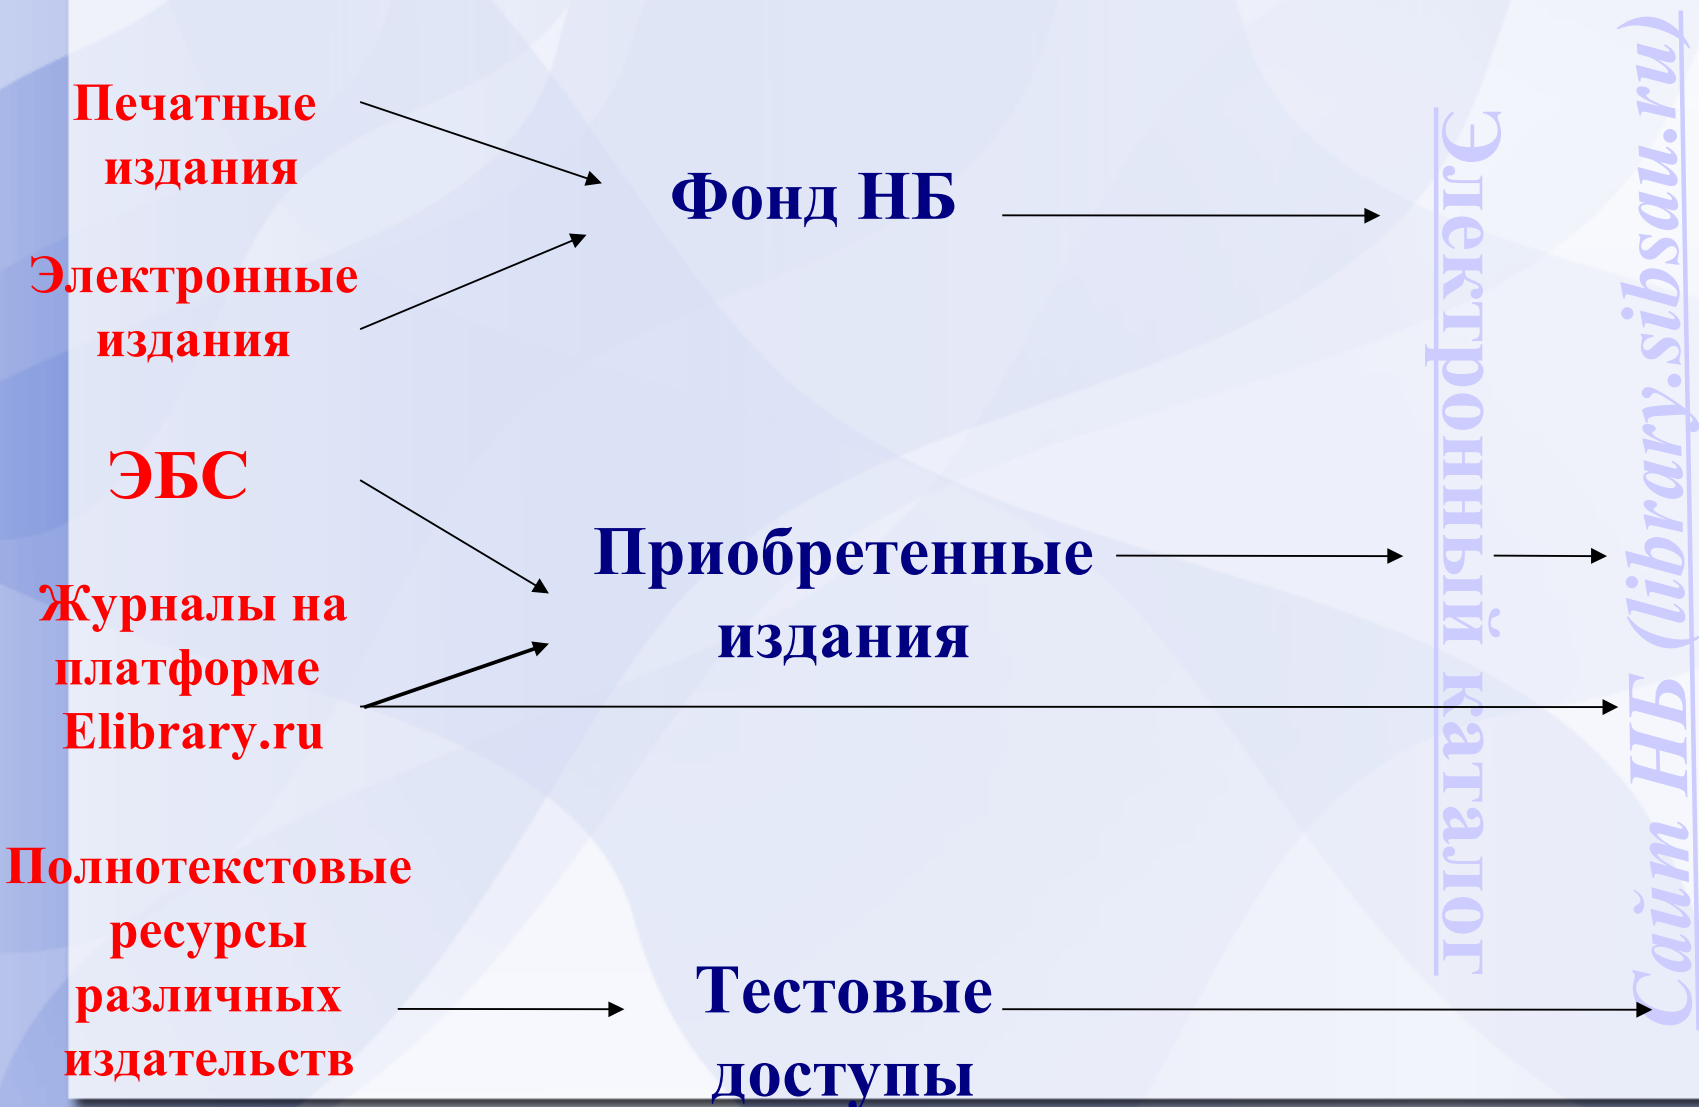 Печатные
издания
Электронные
издания
ЭБС
Журналы на
платформе
Elibrary.ru
Полнотекстовые
ресурсы
различных
издательств
Фонд НБ
Приобретенные
издания
Тестовые
доступы
Электронный каталог
Сайт НБ (library.sibsau.ru)